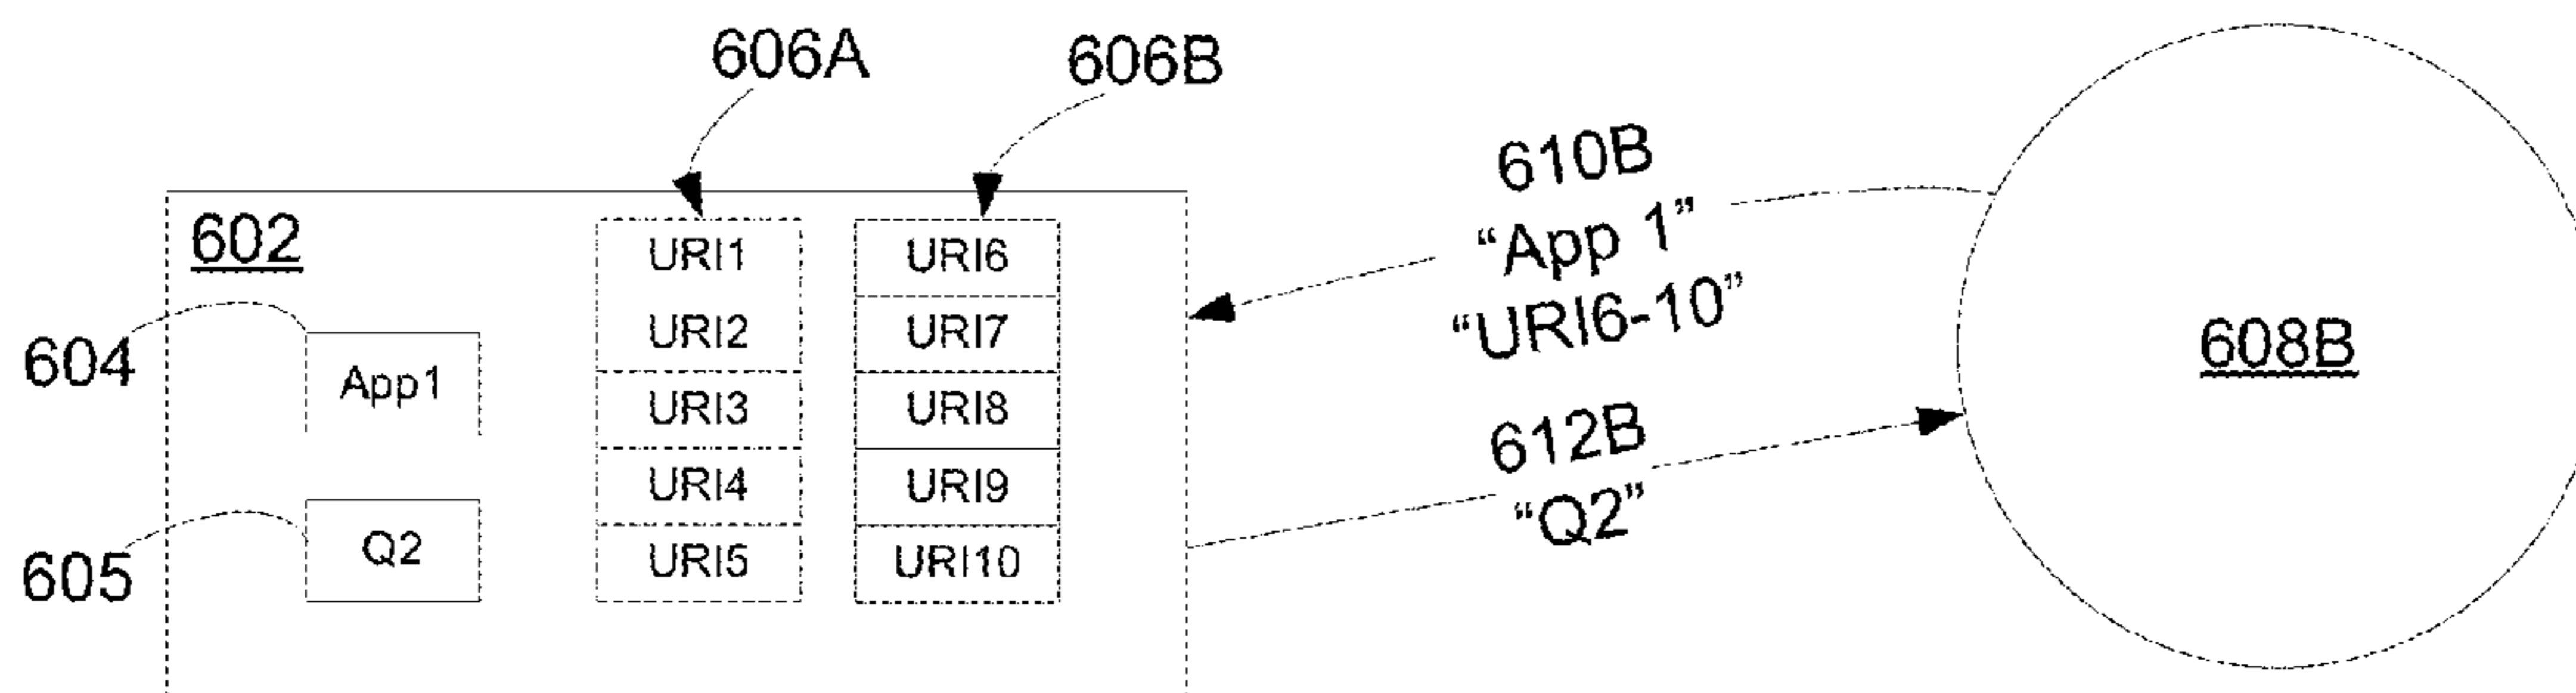 606A
606B
602
604
App1
605
Q2
URI1
URI2
URI3
URI4
URI5
URI6
URI7
URI8
URI9
URI10
610B
“App 1”
“URI6-10”
612B
“Q2”
608B